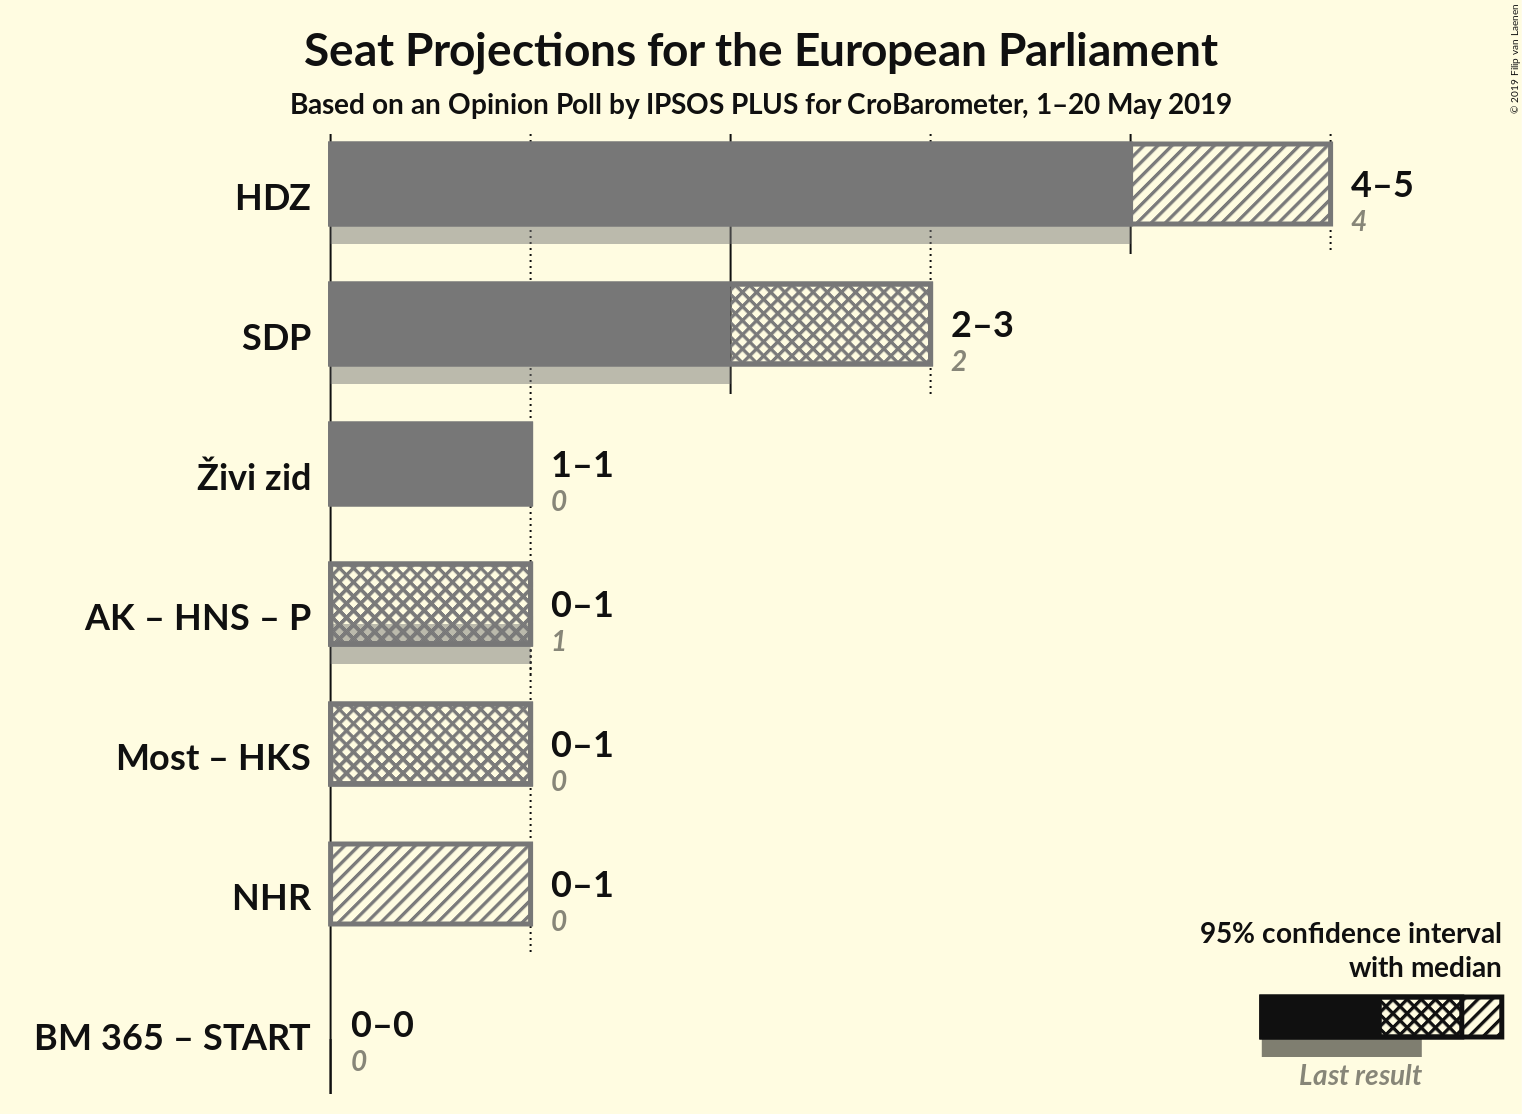 Seat Projections for the European Parliament
Based on an Opinion Poll by IPSOS PLUS for CroBarometer, 1–20 May 2019
© 2019 Filip van Laenen
HDZ
4–5
4
SDP
2–3
2
Živi zid
1–1
0
AK – HNS – P
0–1
1
Most – HKS
0–1
0
NHR
0–1
0
BM 365 – START
0–0
0
95% confidence interval
with median
Last result